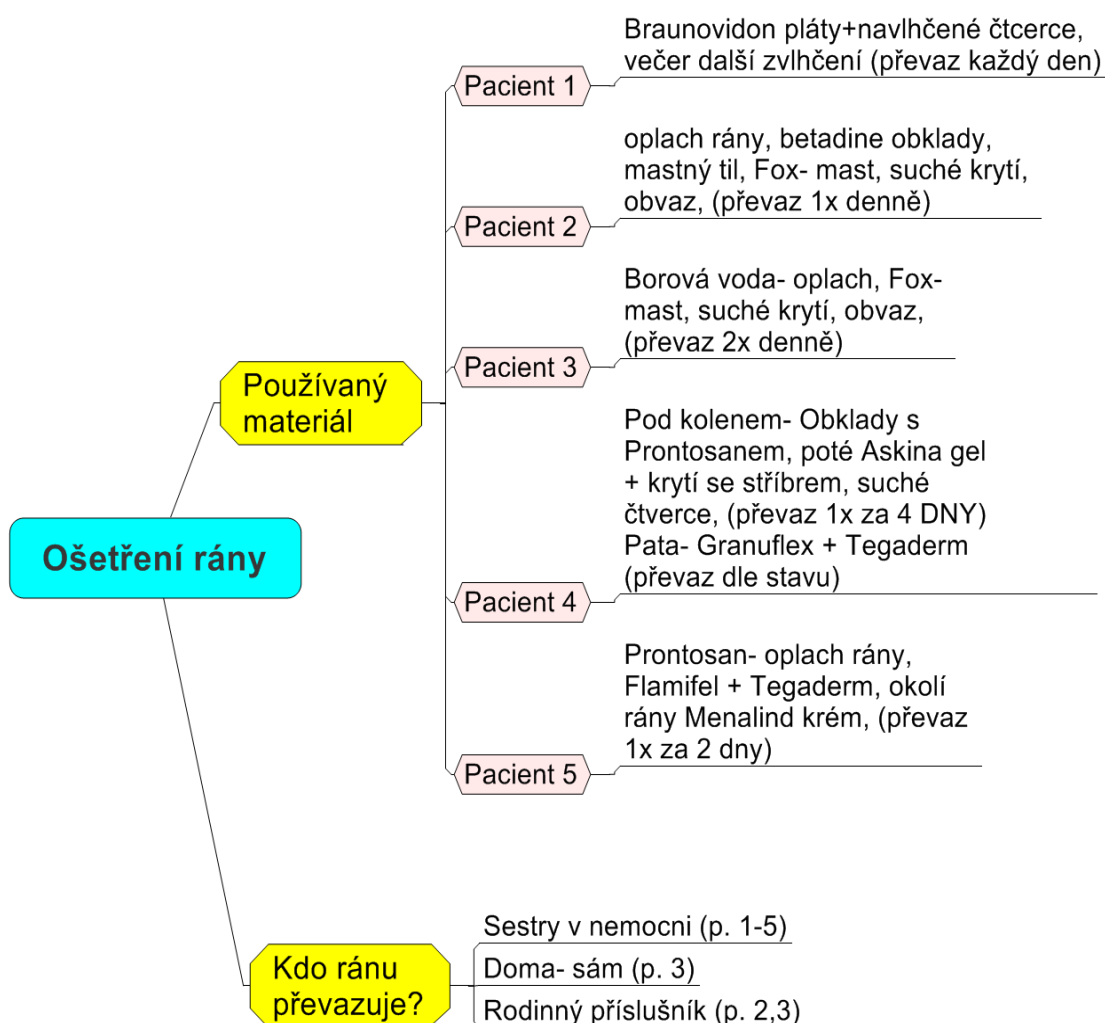 Braunovidon pláty+navlhčené čtcerce,
večer další zvlhčení (převaz každý den)
Pacient 1
oplach rány, betadine obklady,
mastný til, Fox- mast, suché krytí,
obvaz, (převaz 1x denně)
Pacient 2
Borová voda- oplach, Fox-
mast, suché krytí, obvaz,
(převaz 2x denně)
Pacient 3
Používaný
materiál
Pod kolenem- Obklady s
Prontosanem, poté Askina gel
+ krytí se stříbrem, suché
čtverce, (převaz 1x za 4 DNY)
Pata- Granuflex + Tegaderm
(převaz dle stavu)
Pacient 4
Ošetření rány
Prontosan- oplach rány,
Flamifel + Tegaderm, okolí
rány Menalind krém, (převaz
1x za 2 dny)
Pacient 5
Kdo ránu
převazuje?
Sestry v nemocni (p. 1-5)
Doma- sám (p. 3)
Rodinný příslušník (p. 2,3)